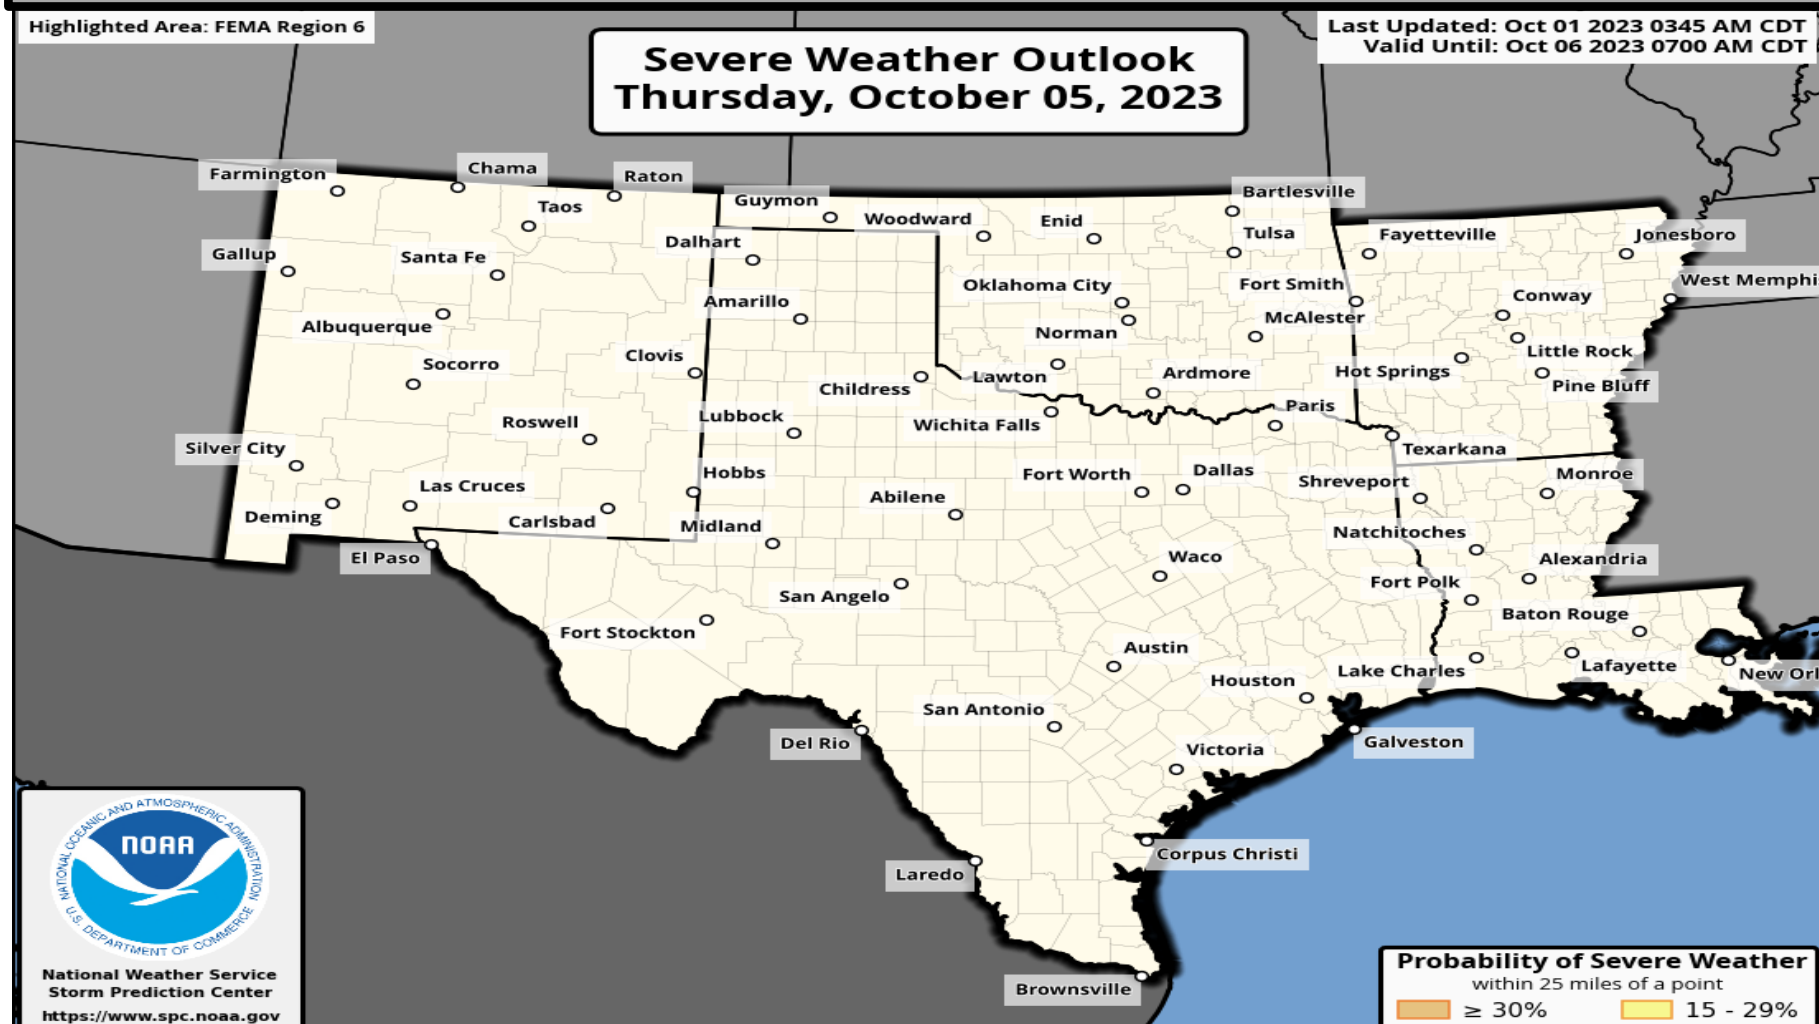 Highlighted Area: FEMA Region 6
Severe Weather Outlook
Thursday, October 05, 2023
Last Updated: Oct 01 2023 0345 AM CDT
Valid Until: Oct 06 2023 0700 AM CDT
Farmington
Chama
Raton
Taos
Guymon
Woodward
Enid
Bartlesville
Gallup
Santa Fe
Dalhart
Tulsa
Fayetteville
Jonesboro
Albuquerque
Amarillo
Oklahoma City
Fort Smith
Conway
West Memphi
Socorro
Clovis
Norman
McAlester
Little Rock
Childress
Lawton
Ardmore
Hot Springs
Pine Bluff
Roswell
Lubbock
Wichita Falls
Paris
Texarkana
Silver City
Las Cruces
Hobbs
Abilene
Fort Worth
Dallas
Shreveport
Monroe
Deming
Carlsbad
Midland
Natchitoches
El Paso
Waco
Alexandria
San Angelo
Fort Polk
Fort Stockton
Austin
Baton Rouge
Houston
Lake Charles
Lafayette
New Orl
San Antonio
Del Rio
Victoria
Galveston
Laredo
Corpus Christi
Brownsville
NATIONAL OCEANIC AND ATMOSPHERIC ADMINISTRATION
NOAA
U.S. DEPARTMENT OF COMMERCE
National Weather Service
Storm Prediction Center
https://www.spc.noaa.gov
Probability of Severe Weather
within 25 miles of a point
≥ 30%
15 - 29%